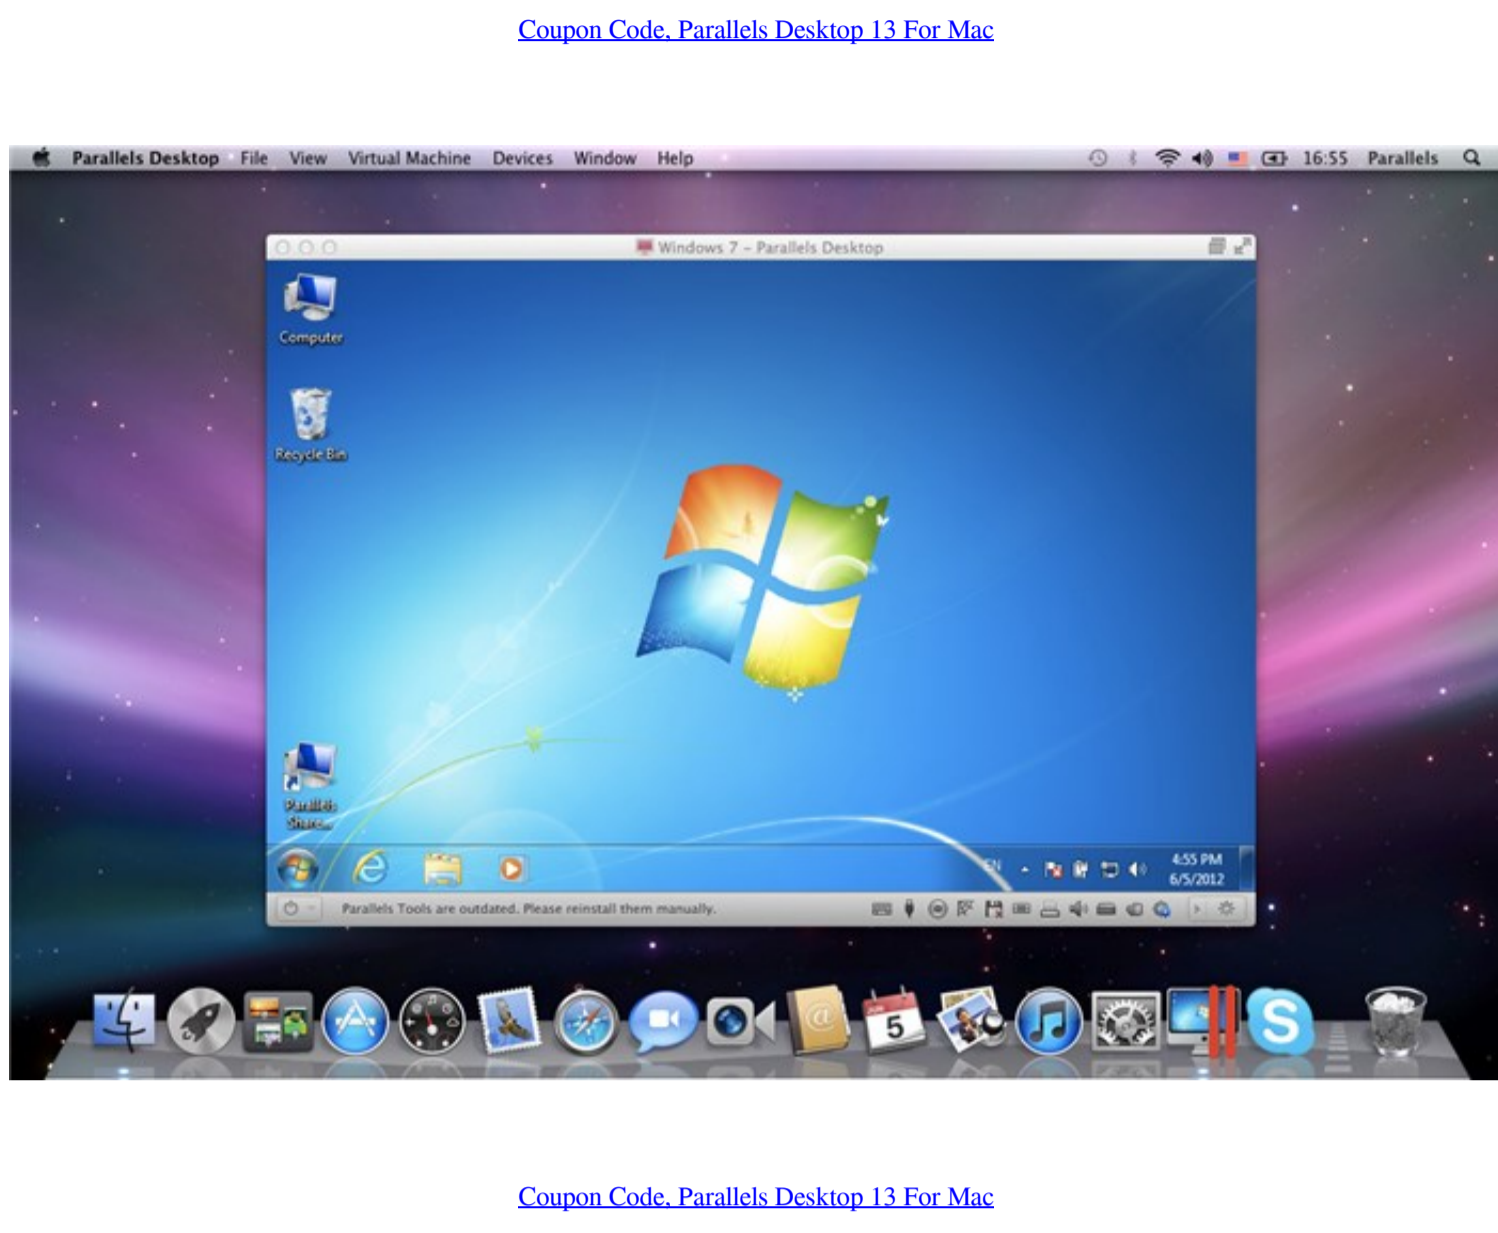 Coupon Code, Parallels Desktop 13 For Mac
Parallels Desktop File View Virtual Machine Devices Window Help 16:55 Parallels
Windows 7 – Parallels Desktop
Computer
Recycle Bin
Parallels
Share...
EN
4:55 PM
6/5/2012
Parallels Tools are outdated. Please reinstall them manually.
5
Coupon Code, Parallels Desktop 13 For Mac